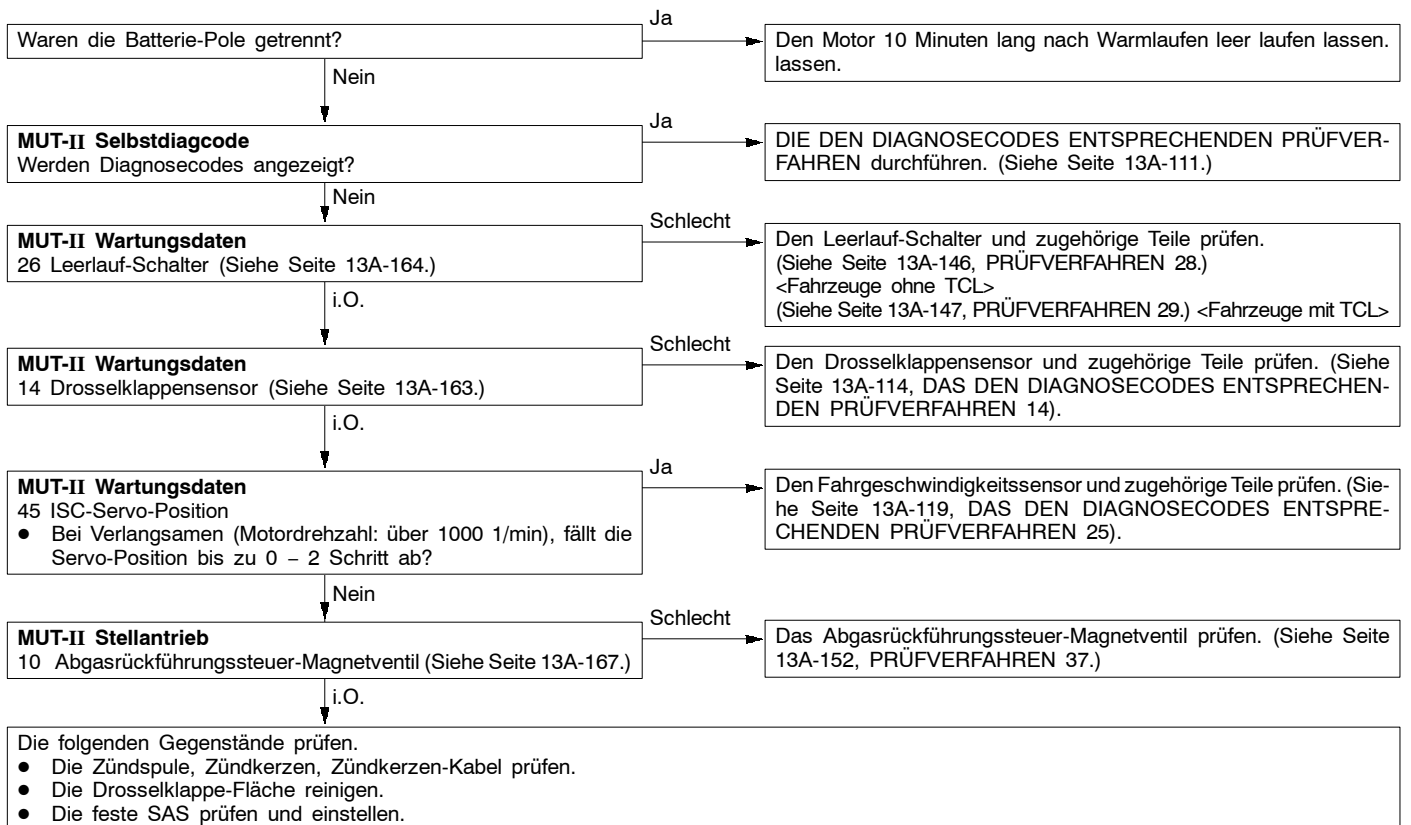 Waren die Batterie-Pole getrennt?
Ja
Den Motor 10 Minuten lang nach Warmlaufen leer laufen lassen.
lassen.
Nein
MUT-II Selbstdiagcode
Werden Diagnosecodes angezeigt?
Ja
DIE DEN DIAGNOSECODES ENTSPRECHENDEN PRÜFVER-
FAHREN durchführen. (Siehe Seite 13A-111.)
Nein
MUT-II Wartungsdaten
26 Leerlauf-Schalter (Siehe Seite 13A-164.)
Schlecht
Den Leerlauf-Schalter und zugehörige Teile prüfen.
(Siehe Seite 13A-146, PRÜFVERFAHREN 28.)
<Fahrzeuge ohne TCL>
(Siehe Seite 13A-147, PRÜFVERFAHREN 29.) <Fahrzeuge mit TCL>
i.O.
MUT-II Wartungsdaten
14 Drosselklappensensor (Siehe Seite 13A-163.)
Schlecht
Den Drosselklappensensor und zugehörige Teile prüfen. (Siehe
Seite 13A-114, DAS DEN DIAGNOSECODES ENTSPRECHEN-
DEN PRÜFVERFAHREN 14).
i.O.
MUT-II Wartungsdaten
45 ISC-Servo-Position
● Bei Verlangsamen (Motordrehzahl: über 1000 1/min), fällt die
Servo-Position bis zu 0 – 2 Schritt ab?
Ja
Den Fahrgeschwindigkeitssensor und zugehörige Teile prüfen. (Sie-
he Seite 13A-119, DAS DEN DIAGNOSECODES ENTSPRE-
CHENDEN PRÜFVERFAHREN 25).
Nein
MUT-II Stellantrieb
10 Abgasrückführungssteuer-Magnetventil (Siehe Seite 13A-167.)
Schlecht
Das Abgasrückführungssteuer-Magnetventil prüfen. (Siehe Seite
13A-152, PRÜFVERFAHREN 37.)
i.O.
Die folgenden Gegenstände prüfen.
● Die Zündspule, Zündkerzen, Zündkerzen-Kabel prüfen.
● Die Drosselklappe-Fläche reinigen.
● Die feste SAS prüfen und einstellen.